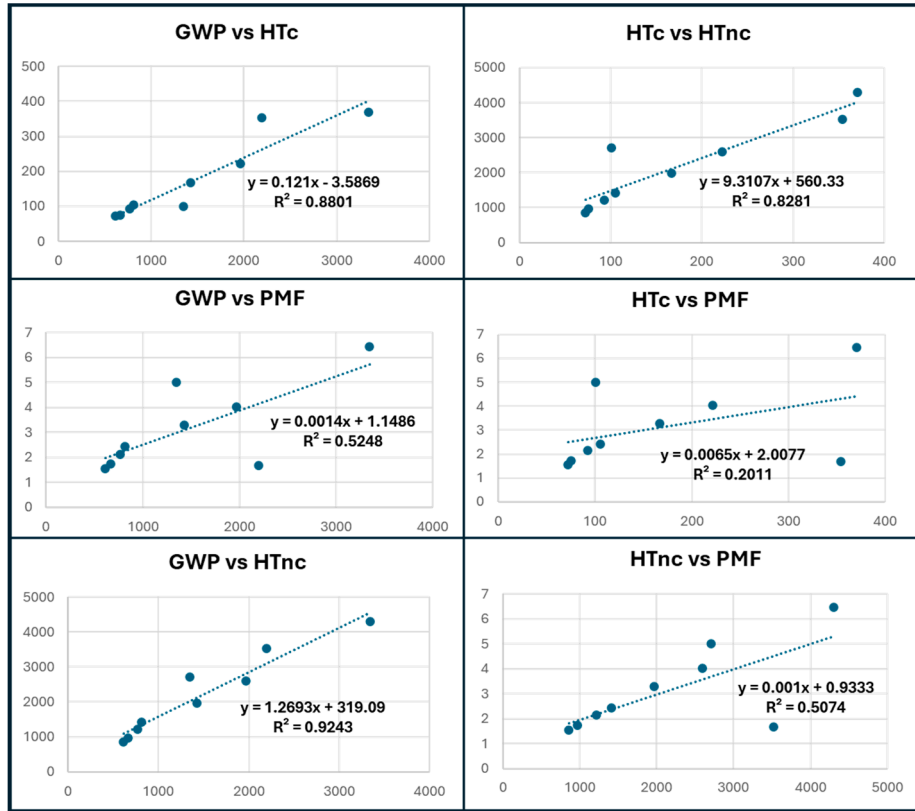 GWP vs HTc
500
400
300
200
100
0
y = 0.121x - 3.5869
R² = 0.8801
0 1000 2000 3000 4000
HTc vs HTnc
5000
4000
3000
2000
1000
0
y = 9.3107x + 560.33
R² = 0.8281
0 100 200 300 400
GWP vs PMF
7
6
5
4
3
2
1
0
y = 0.0014x + 1.1486
R² = 0.5248
0 1000 2000 3000 4000
HTc vs PMF
7
6
5
4
3
2
1
0
y = 0.0065x + 2.0077
R² = 0.2011
0 100 200 300 400
GWP vs HTnc
5000
4000
3000
2000
1000
0
y = 1.2693x + 319.09
R² = 0.9243
0 1000 2000 3000 4000
HTnc vs PMF
7
6
5
4
3
2
1
0
y = 0.001x + 0.9333
R² = 0.5074
0 1000 2000 3000 4000 5000